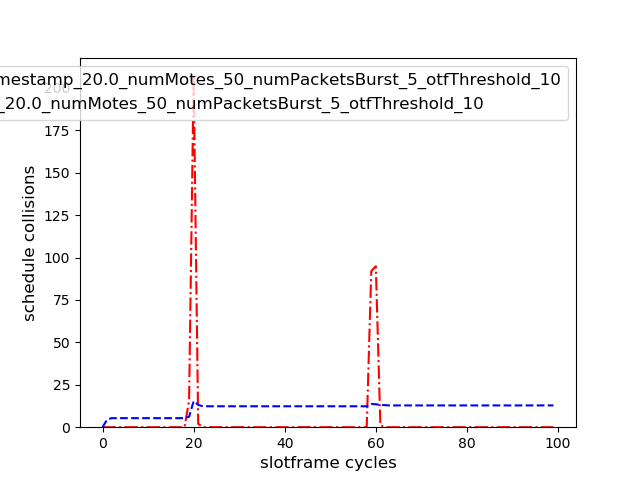 mestamp_20.0_numMotes_50_numPacketsBurst_5_otfThreshold_10
_20.0_numMotes_50_numPacketsBurst_5_otfThreshold_10
200
175
150
125
100
75
50
25
0
schedule collisions
0 20 40 60 80 100
slotframe cycles